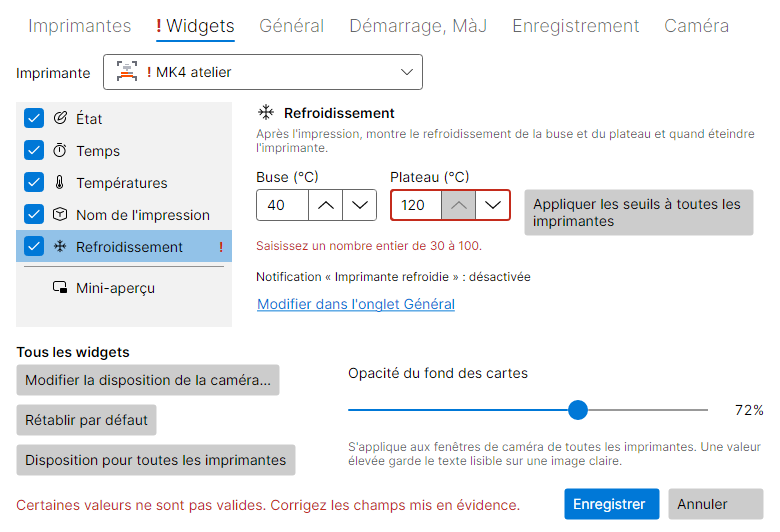 Imprimantes ! Widgets Général Démarrage, MàJ Enregistrement Caméra
Imprimante ! MK4 atelier
État
Temps
Températures
Nom de l'impression
Refroidissement !
Mini-aperçu
Refroidissement
Après l'impression, montre le refroidissement de la buse et du plateau et quand éteindre
l'imprimante.
Buse (°C) Plateau (°C)
40 120
Appliquer les seuils à toutes les
imprimantes
Saisissez un nombre entier de 30 à 100.
Notification « Imprimante refroidie » : désactivée
Modifier dans l'onglet Général
Tous les widgets
Modifier la disposition de la caméra...
Rétablir par défaut
Disposition pour toutes les imprimantes
Opacité du fond des cartes
72%
S'applique aux fenêtres de caméra de toutes les imprimantes. Une valeur
élevée garde le texte lisible sur une image claire.
Certaines valeurs ne sont pas valides. Corrigez les champs mis en évidence.
Enregistrer Annuler